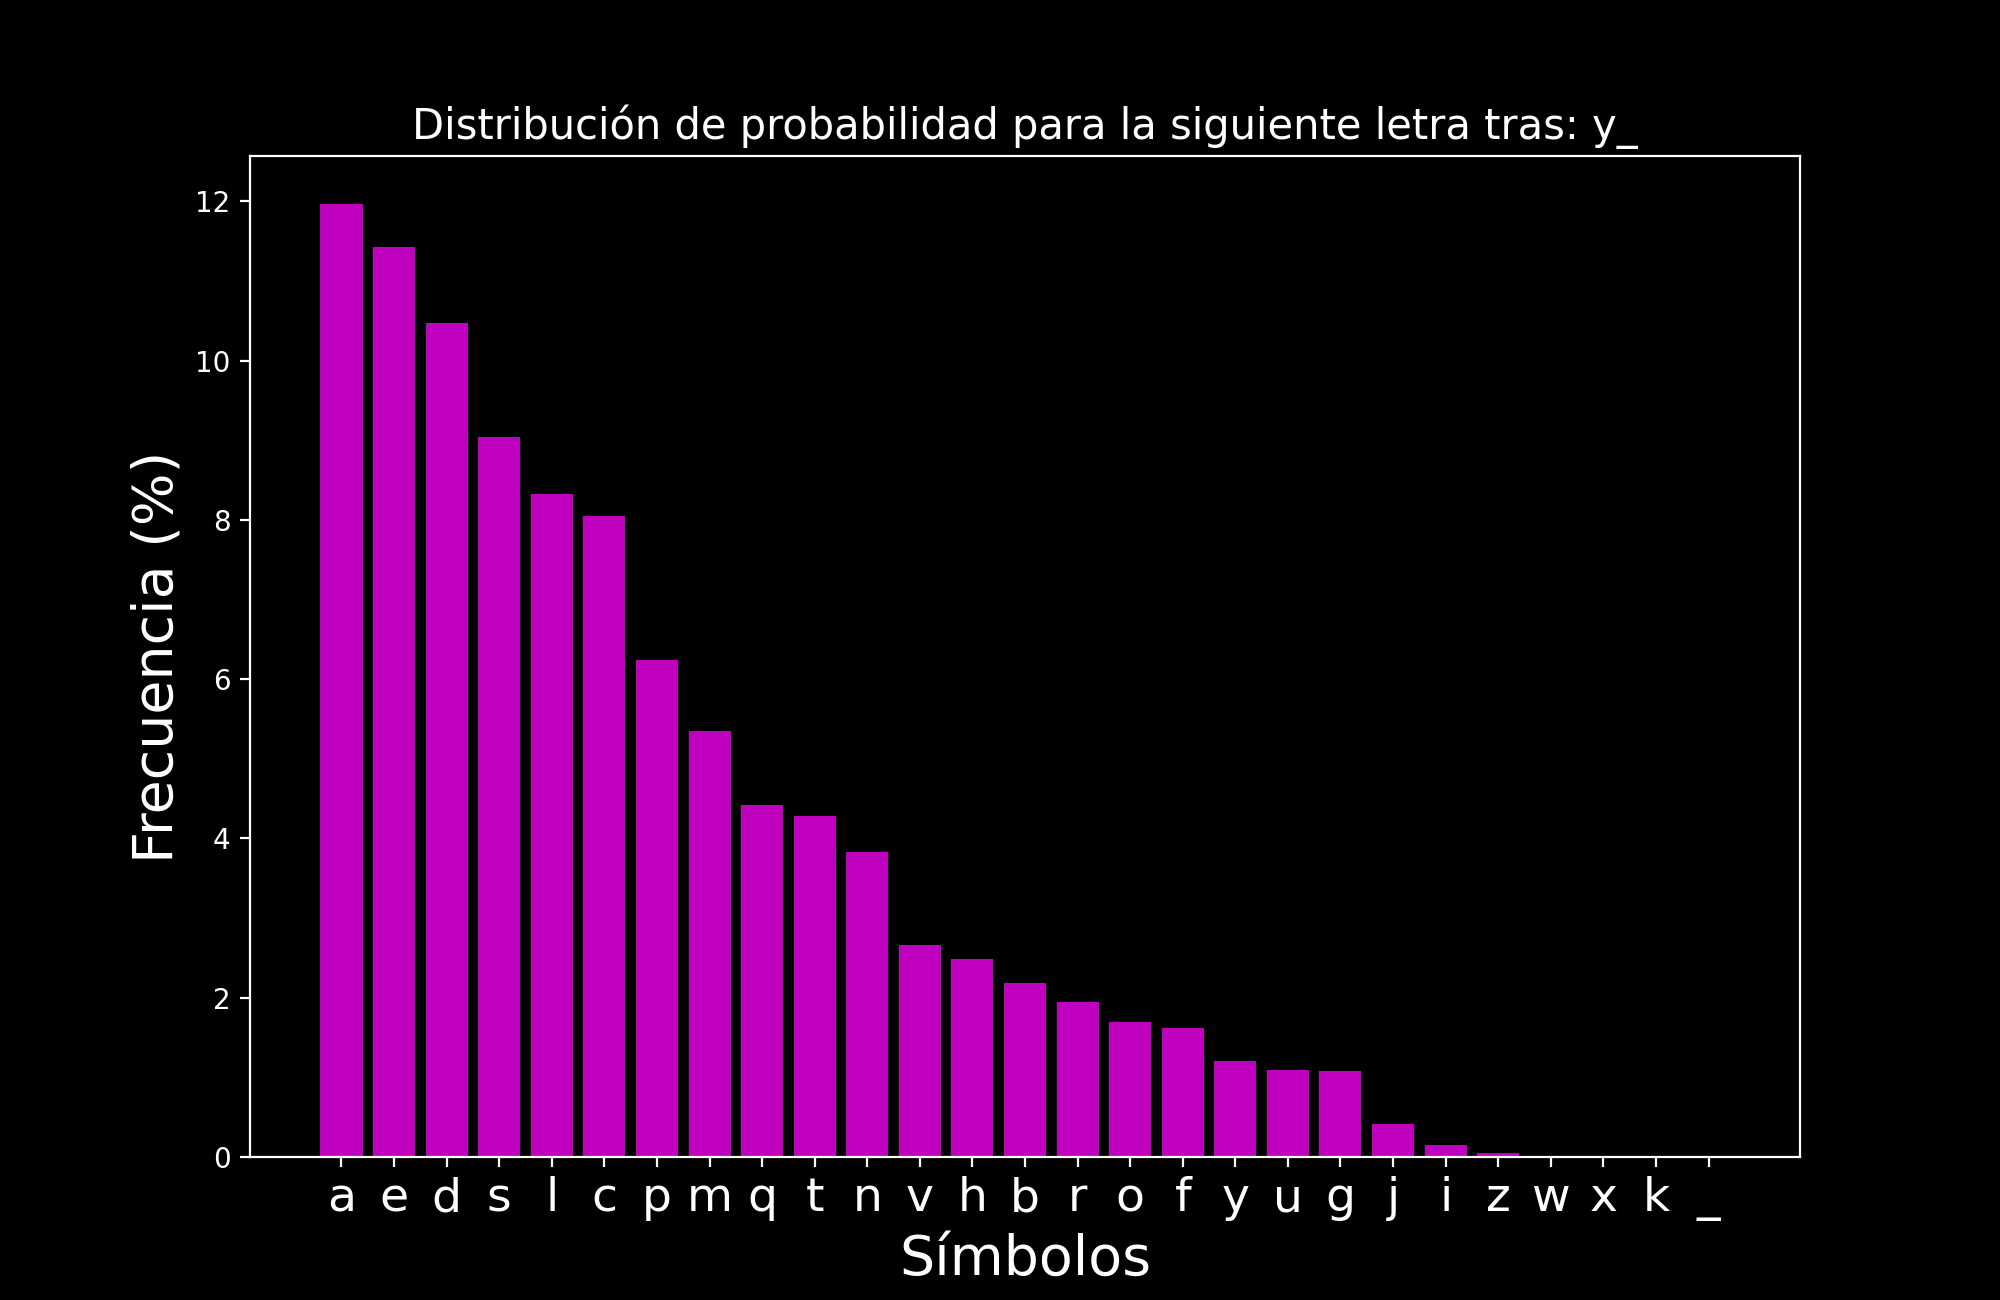 Distribución de probabilidad para la siguiente letra tras: y_
12
10
8
6
4
2
0
Frecuencia (%)
a e d s l c p m q t n v h b r o f y u g j i z w x k _
Símbolos